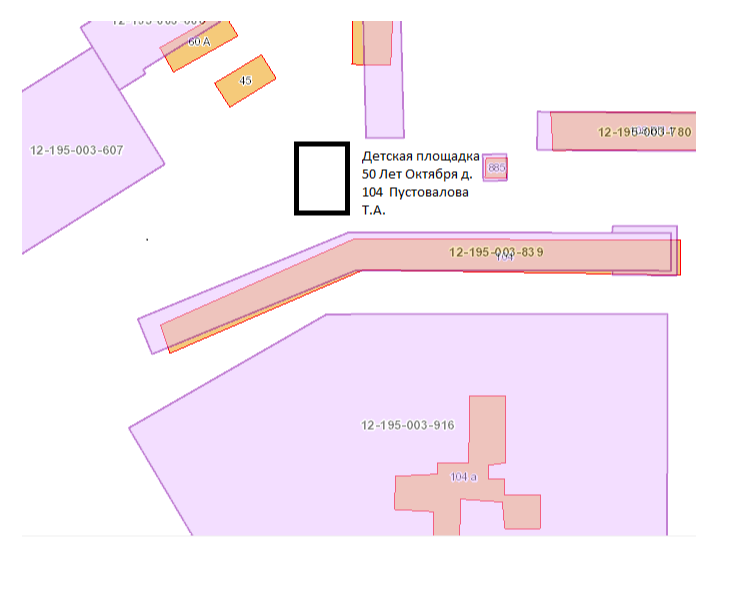 60 А
45
12-195-003-780
12-195-003-607
Детская площадка
50 Лет Октября д.
104 Пустовалова
Т.А.
885
12-195-003-839
104
12-195-003-916
104 а